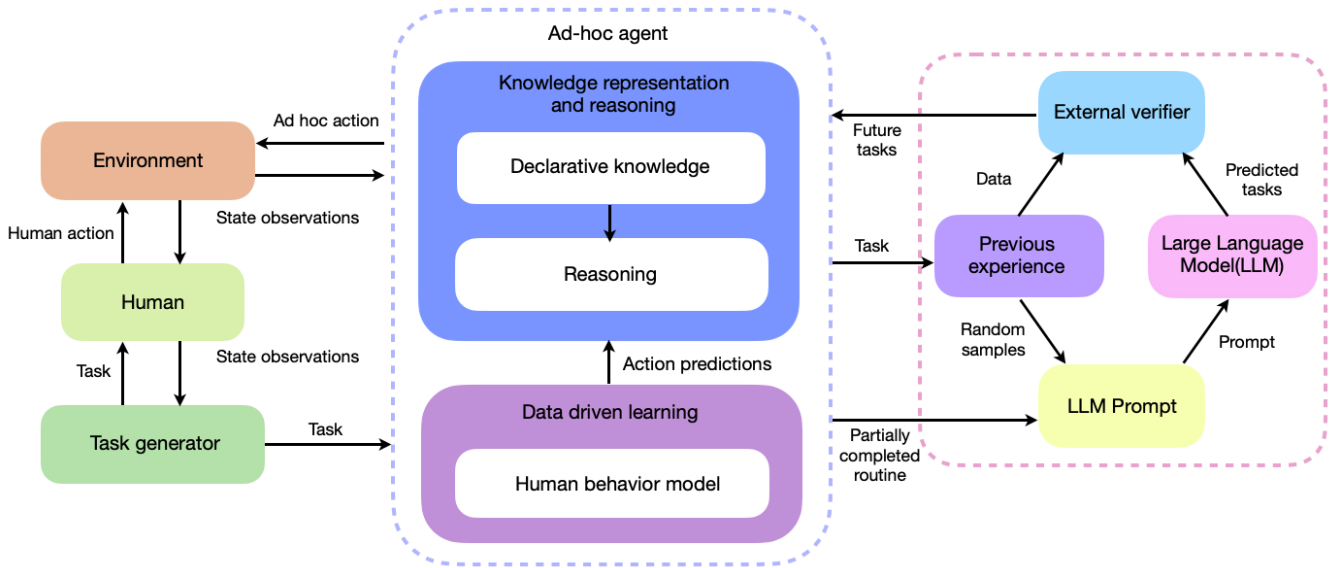 Ad-hoc agent
Knowledge representation
and reasoning
Declarative knowledge
Reasoning
Action predictions
Data driven learning
Human behavior model
Ad hoc action
Environment
State observations
Human action
Human
State observations
Task
Task generator
Task
External verifier
Future
tasks
Data
Predicted
tasks
Task
Previous
experience
Large Language
Model(LLM)
Random
samples
Prompt
LLM Prompt
Partially
completed
routine